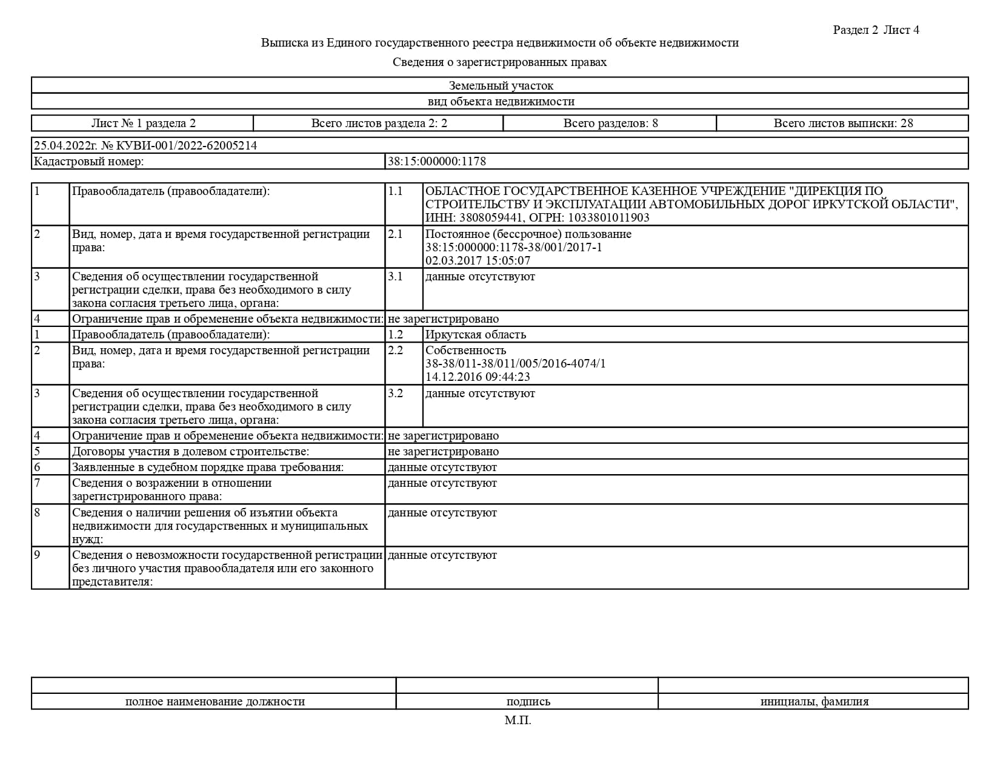 Раздел 2 Лист 4
Выписка из Единого государственного реестра недвижимости об объекте недвижимости
Сведения о зарегистрированных правах
Земельный участок
вид объекта недвижимости
Лист № 1 раздела 2 Всего листов раздела 2: 2 Всего разделов: 8 Всего листов выписки: 28
25.04.2022г. № КУВИ-001/2022-62005214
Кадастровый номер: 38:15:000000:1178
1 Правообладатель (правообладатели): 1.1 ОБЛАСТНОЕ ГОСУДАРСТВЕННОЕ КАЗЕННОЕ УЧРЕЖДЕНИЕ "ДИРЕКЦИЯ ПО
СТРОИТЕЛЬСТВУ И ЭКСПЛУАТАЦИИ АВТОМОБИЛЬНЫХ ДОРОГ ИРКУТСКОЙ ОБЛАСТИ",
ИНН: 3808059441, ОГРН: 1033801011903
2 Вид, номер, дата и время государственной регистрации
права:
2.1 Постоянное (бессрочное) пользование
38:15:000000:1178-38/001/2017-1
02.03.2017 15:05:07
3 Сведения об осуществлении государственной
регистрации сделки, права без необходимого в силу
закона согласия третьего лица, органа:
3.1 данные отсутствуют
4 Ограничение прав и обременение объекта недвижимости: не зарегистрировано
1 Правообладатель (правообладатели): 1.2 Иркутская область
2 Вид, номер, дата и время государственной регистрации
права:
2.2 Собственность
38-38/011-38/011/005/2016-4074/1
14.12.2016 09:44:23
3 Сведения об осуществлении государственной
регистрации сделки, права без необходимого в силу
закона согласия третьего лица, органа:
3.2 данные отсутствуют
4 Ограничение прав и обременение объекта недвижимости: не зарегистрировано
5 Договоры участия в долевом строительстве: не зарегистрировано
6 Заявленные в судебном порядке права требования: данные отсутствуют
7 Сведения о возражении в отношении
зарегистрированного права:
данные отсутствуют
8 Сведения о наличии решения об изъятии объекта
недвижимости для государственных и муниципальных
нужд:
данные отсутствуют
9 Сведения о невозможности государственной регистрации
без личного участия правообладателя или его законного
представителя:
данные отсутствуют
полное наименование должности подпись инициалы, фамилия
М.П.